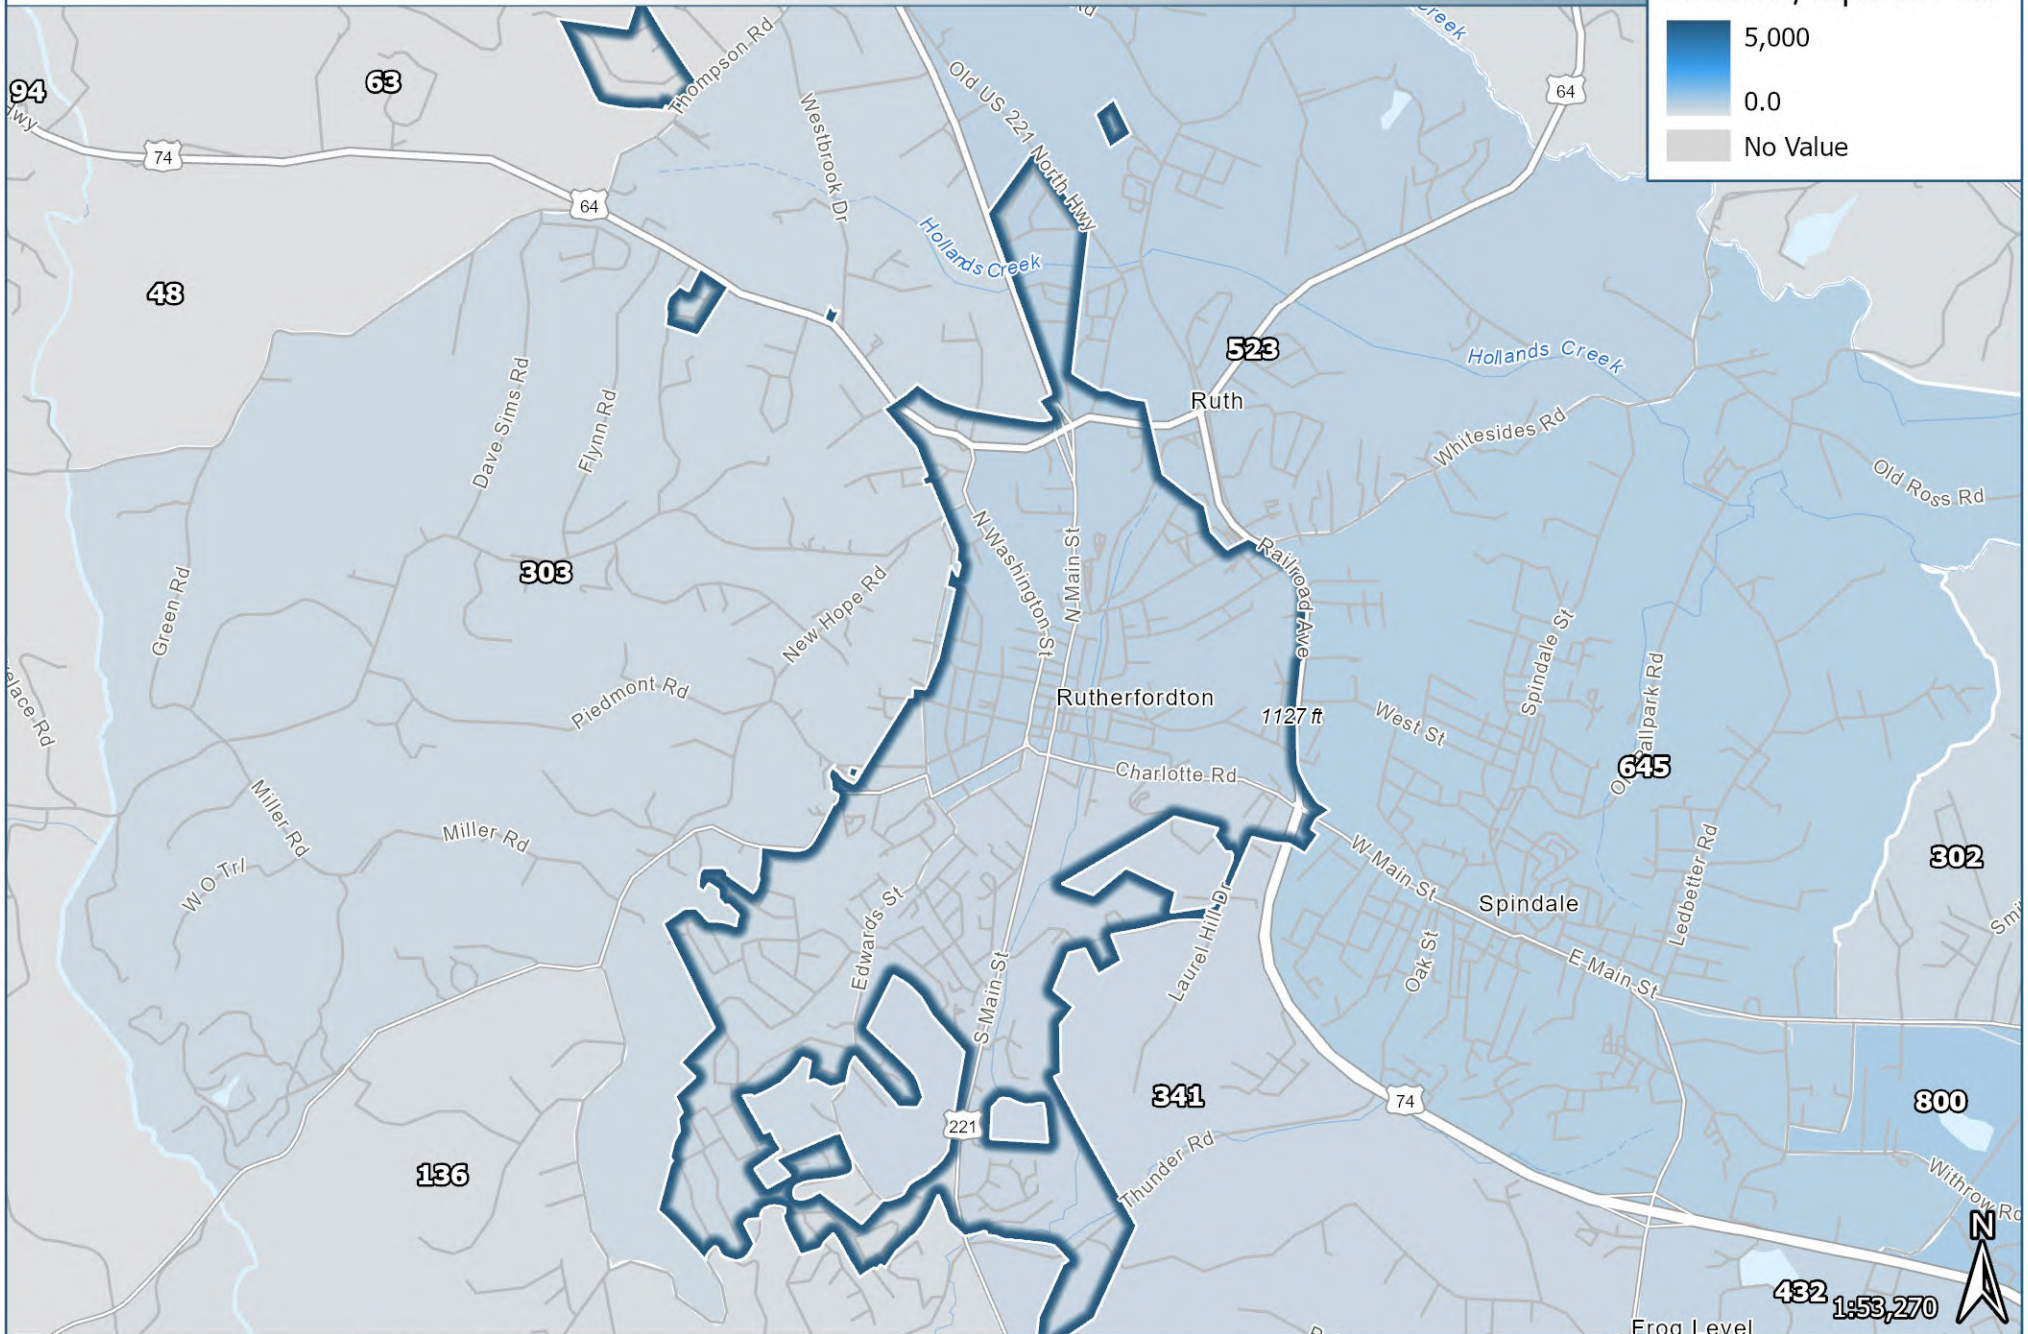 5,000
0.0
No Value
Creek
Thompson Rd
94
63
64
Old US 221 North Hwy
Westbrook Dr
74
64
Hollands Creek
48
523
Hollands Creek
Ruth
Dave Sims Rd
Flynn Rd
Whitesides Rd
Old Ross Rd
N Washington St
N Main St
Railroad Ave
303
Green Rd
New Hope Rd
Spindale St
Piedmont Rd
Rutherfordton
1127 ft
West St
645
Charlotte Rd
Miller Rd
Miller Rd
W O Trl
W Main St
Ledbetter Rd
302
Spindale
Edwards St
Laurel Hill Dr
Oak St
E Main St
S Main St
341
74
800
221
136
Thunder Rd
Withrow Rd
N
432
1:53,270
Frog Level